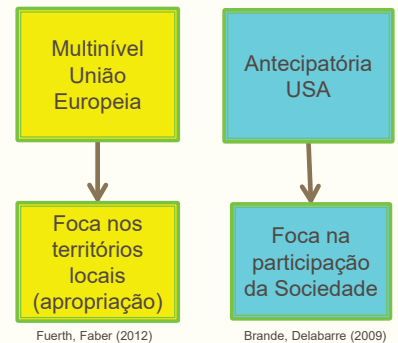 Multinível
União
Europeia
Antecipatória
USA
Foca nos
territórios
locais
(apropriação)
Foca na
participação
da Sociedade
Fuerth, Faber (2012)
Brande, Delabarre (2009)